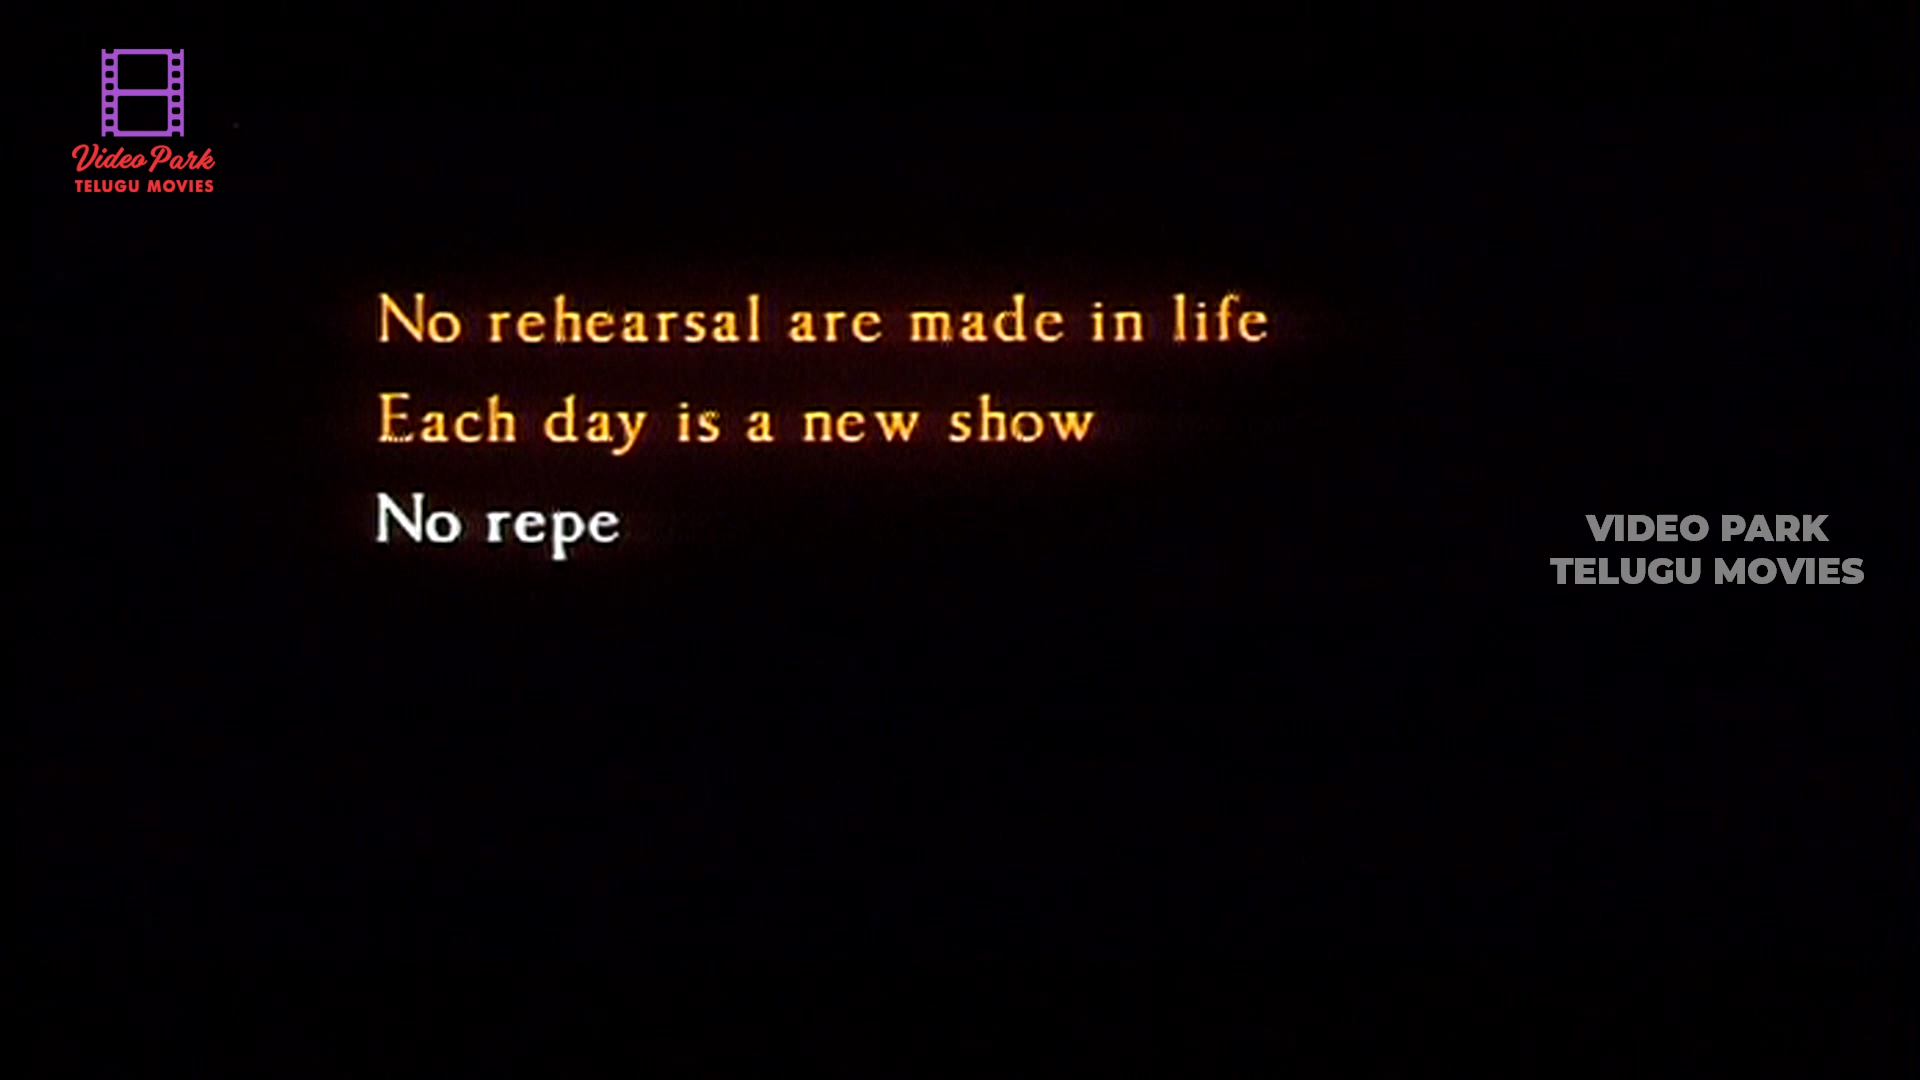 Video Park
TELUGU MOVIES
No rehearsal are made in life
Each day is a new show
No repe
VIDEO PARK
TELUGU MOVIES